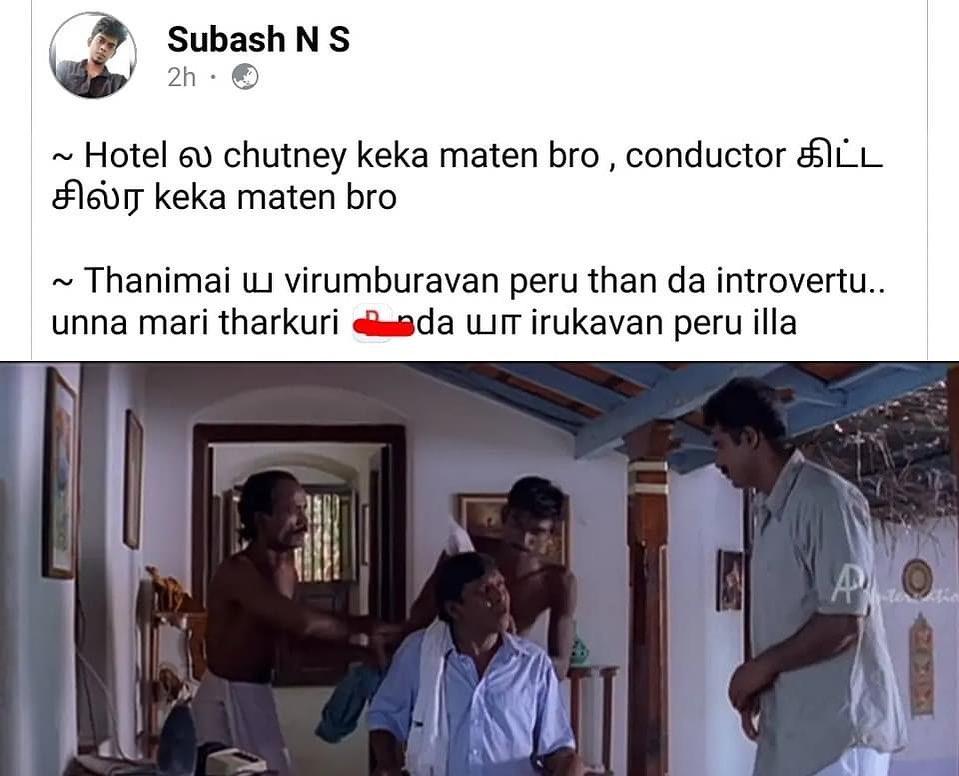 Subash N S
2h ·
~ Hotel ல chutney keka maten bro , conductor கிட்ட
சில்ர keka maten bro
~ Thanimai ய virumburavan peru than da introvertu..
unna mari tharkuri nda யா irukavan peru illa